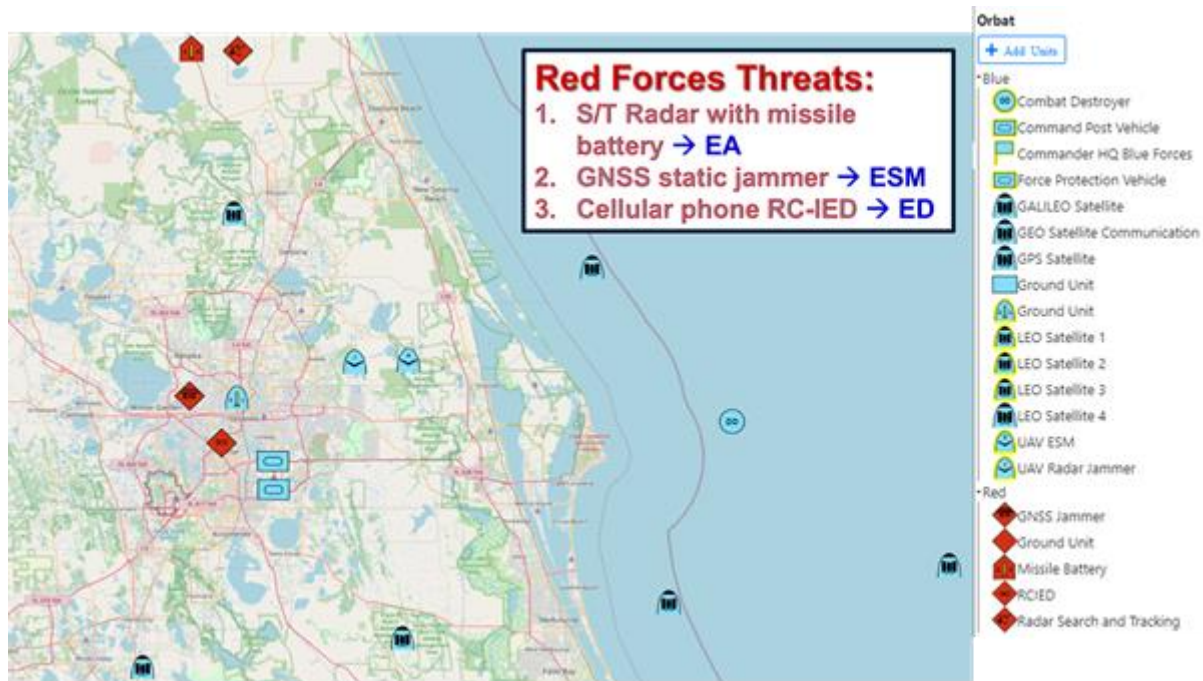 Red Forces Threats:
1. S/T Radar with missile
battery → EA
2. GNSS static jammer → ESM
3. Cellular phone RC-IED → ED
Orbat
+ Add Units
Blue
Combat Destroyer
Command Post Vehicle
Commander HQ Blue Forces
Force Protection Vehicle
GALILEO Satellite
GEO Satellite Communication
GPS Satellite
Ground Unit
Ground Unit
LEO Satellite 1
LEO Satellite 2
LEO Satellite 3
LEO Satellite 4
UAV ESM
UAV Radar Jammer
Red
GNSS Jammer
Ground Unit
Missile Battery
RCIED
Radar Search and Tracking